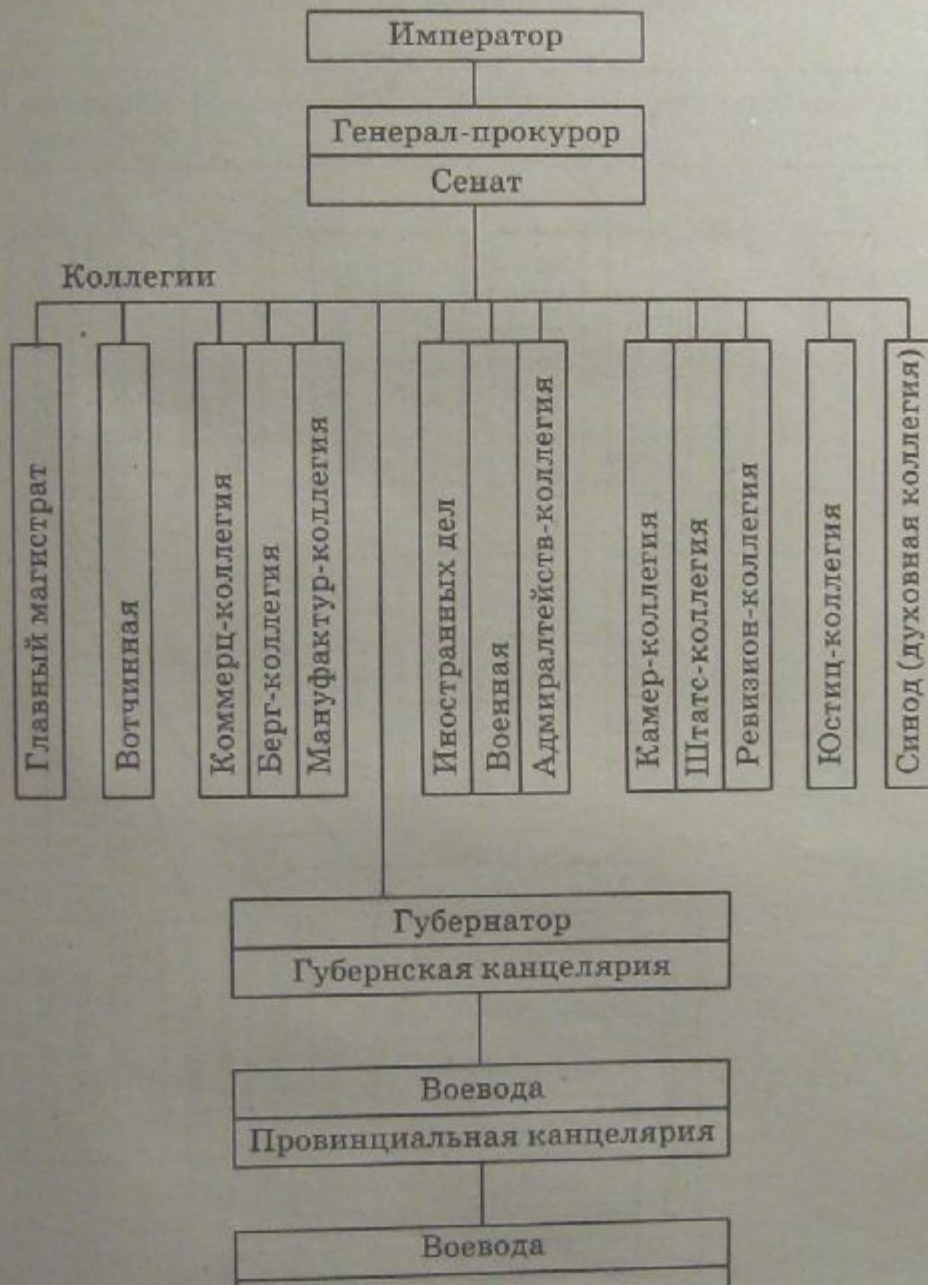 Император
Генерал-прокурор
Сенат
Коллегии
Главный магистрат
Вотчинная
Коммерц-коллегия
Берг-коллегия
Мануфактур-коллегия
Иностранных дел
Военная
Адмиралтейств-коллегия
Камер-коллегия
Штатс-коллегия
Ревизион-коллегия
Юстиц-коллегия
Синод (духовная коллегия)
Губернатор
Губернская канцелярия
Воевода
Провинциальная канцелярия
Воевода